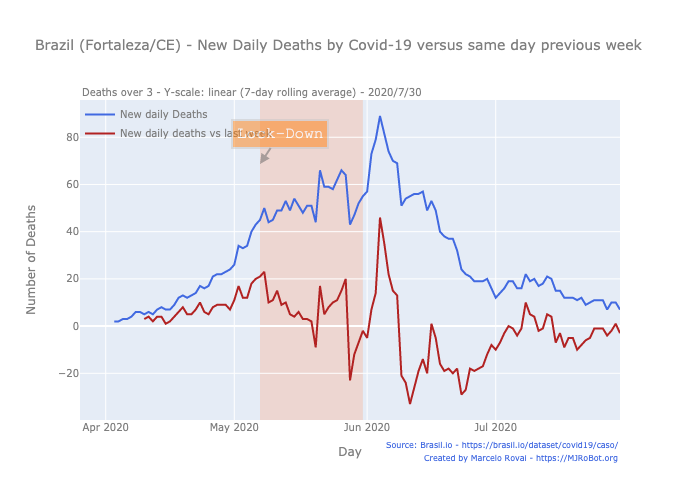 Brazil (Fortaleza/CE) - New Daily Deaths by Covid-19 versus same day previous week
Deaths over 3 - Y-scale: linear (7-day rolling average) - 2020/7/30
New daily Deaths
New daily deaths vs last week
Lock-Down
80
60
40
20
0
−20
Number of Deaths
Apr 2020 May 2020 Jun 2020 Jul 2020
Day
Source: Brasil.io - https://brasil.io/dataset/covid19/caso/
Created by Marcelo Rovai - https://MJRoBot.org